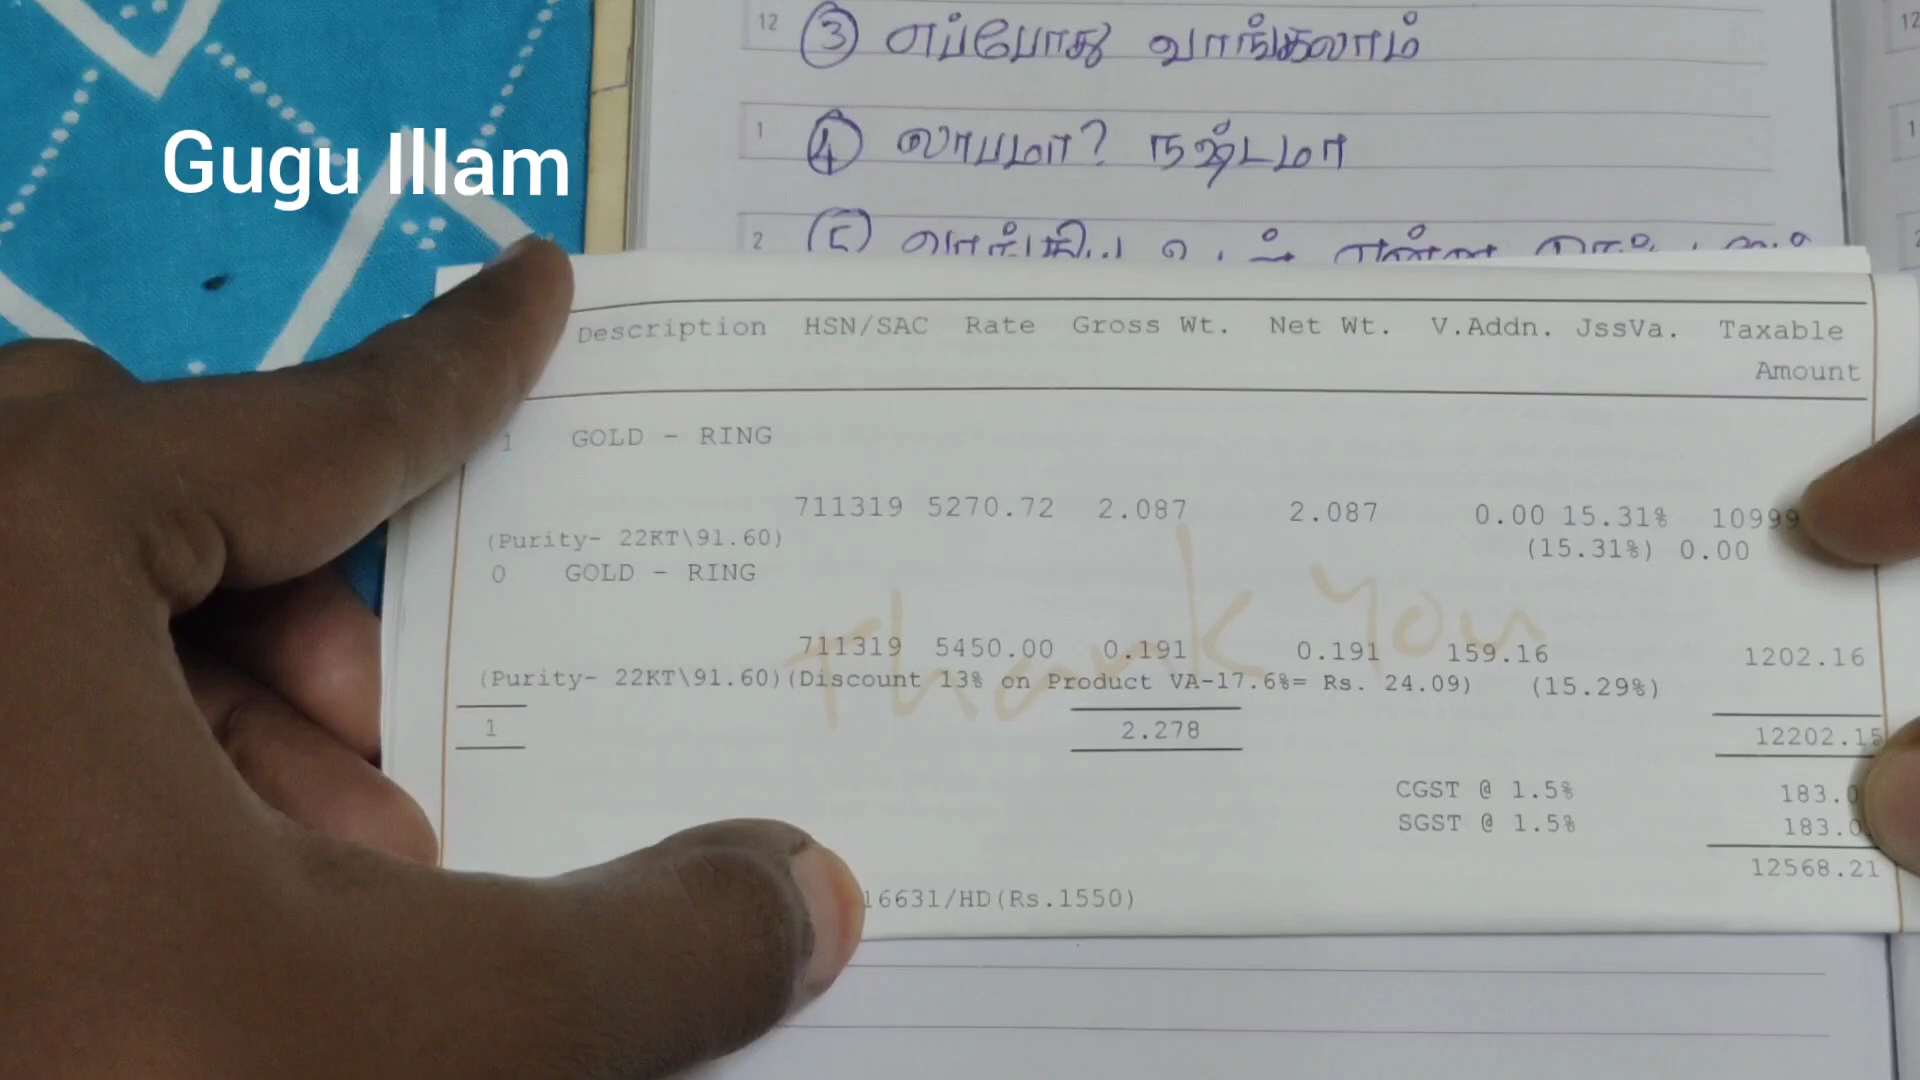 12 ③ எப்போது வாங்கலாம்
1 ④ லாபமா? நஷ்டமா
2
Gugu Illam
Description HSN/SAC Rate Gross Wt. Net Wt. V.Addn. JssVa. Taxable
Amount
1 GOLD - RING
711319 5270.72 2.087 2.087 0.00 15.31% 10999
(Purity- 22KT\91.60) (15.31%) 0.00
0 GOLD - RING
711319 5450.00 0.191 0.191 159.16 1202.16
(Purity- 22KT\91.60)(Discount 13% on Product VA-17.6%= Rs. 24.09) (15.29%)
1 2.278 12202.15
CGST @ 1.5% 183.0
SGST @ 1.5% 183.0
12568.21
16631/HD(Rs.1550)
Thank You